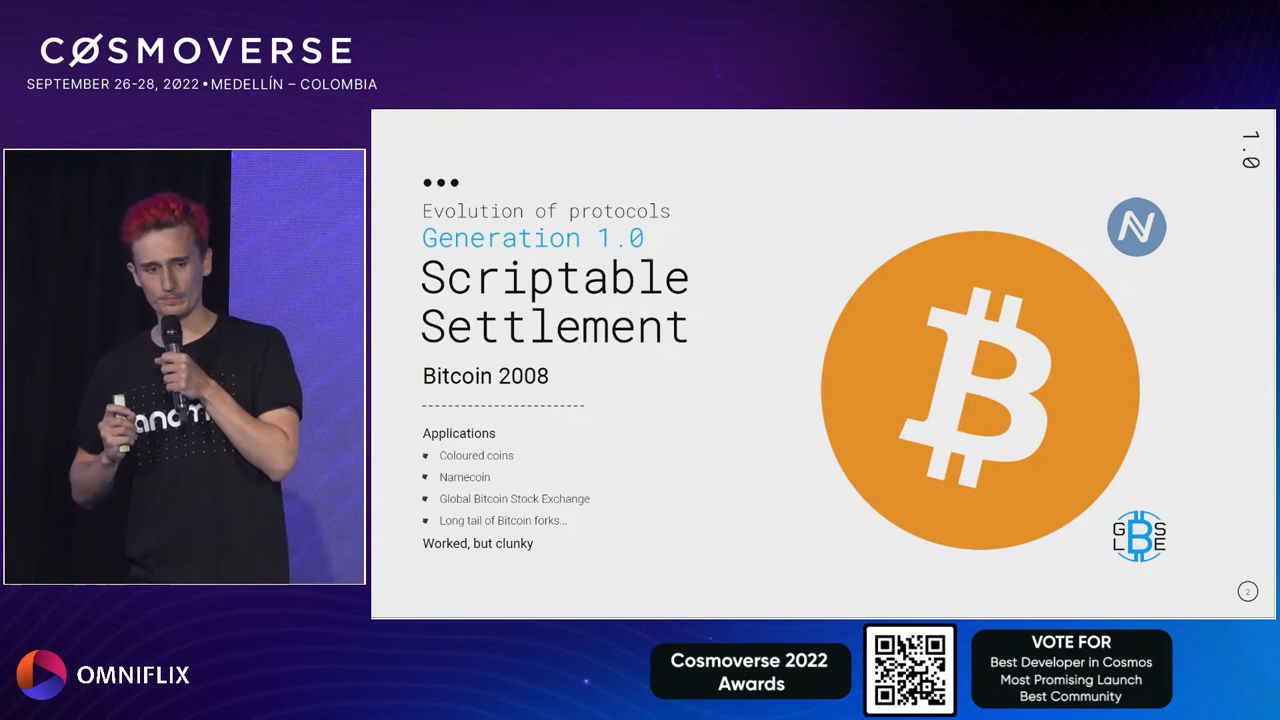 CØSMOVERSE
SEPTEMBER 26-28, 2Ø22 • MEDELLÍN – COLOMBIA
1.0
Evolution of protocols
Generation 1.0
Scriptable
Settlement
Bitcoin 2008
Applications
Coloured coins
Namecoin
Global Bitcoin Stock Exchange
Long tail of Bitcoin forks...
Worked, but clunky
N
B
G B S
L E
2
anom
OMNIFLIX
Cosmoverse 2022
Awards
VOTE FOR
Best Developer in Cosmos
Most Promising Launch
Best Community